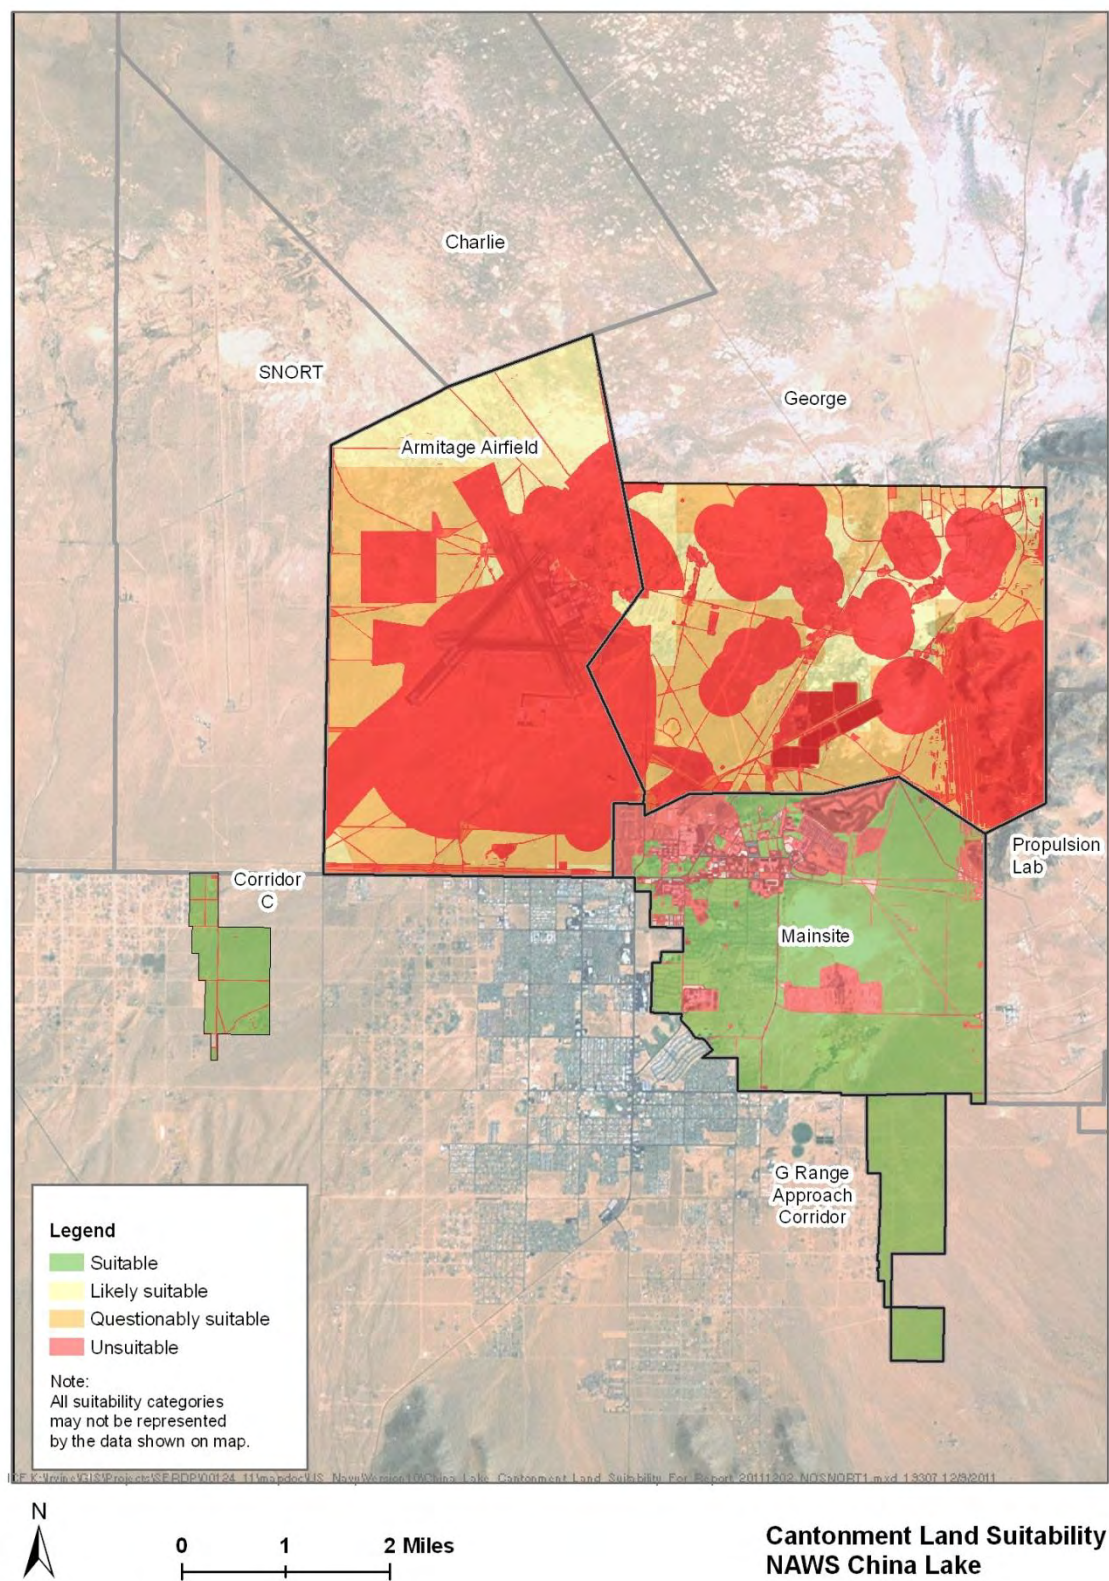 Charlie
SNORT
George
Armitage Airfield
Propulsion
Lab
Corridor
C
Mainsite
G Range
Approach
Corridor
Legend
Suitable
Likely suitable
Questionably suitable
Unsuitable
Note:
All suitability categories
may not be represented
by the data shown on map.
N
0 1 2 Miles
Cantonment Land Suitability
NAWS China Lake